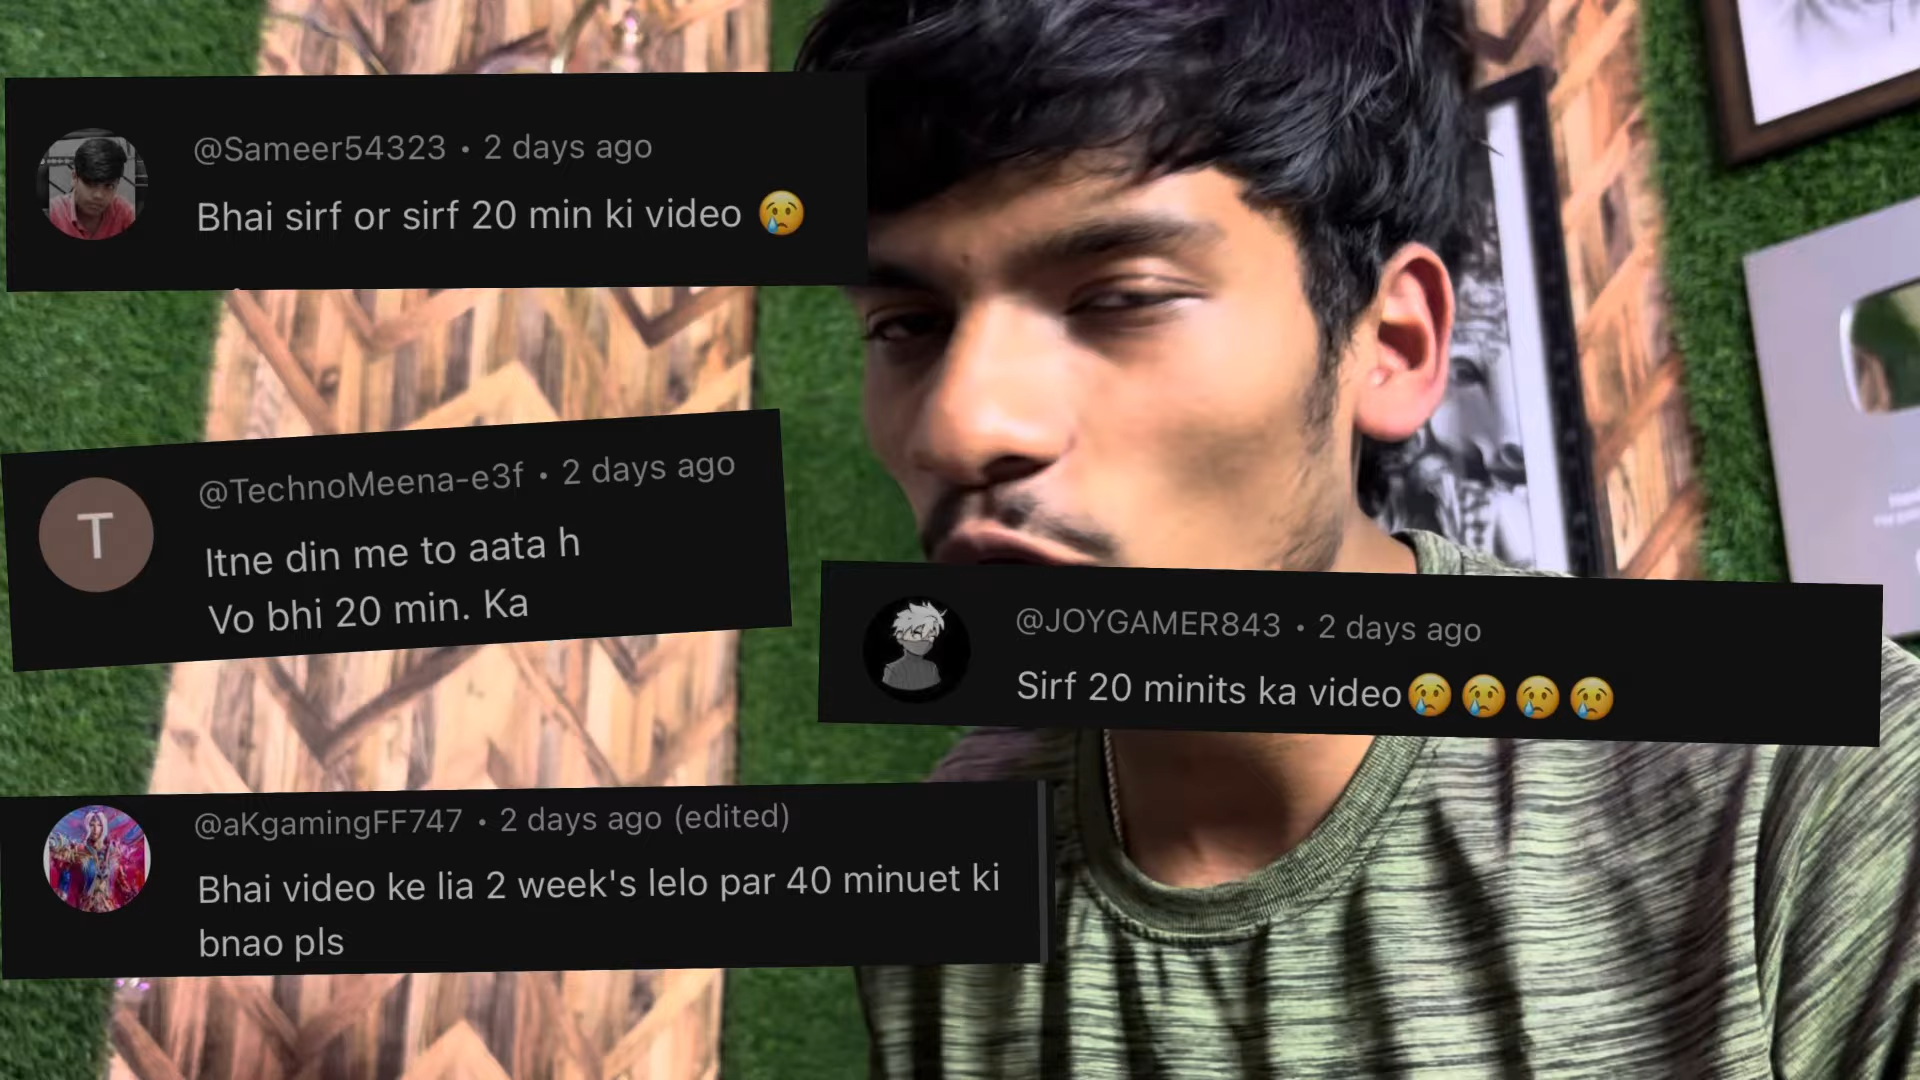 @Sameer54323 • 2 days ago
Bhai sirf or sirf 20 min ki video 😢
T
@TechnoMeena-e3f • 2 days ago
Itne din me to aata h
Vo bhi 20 min. Ka
@JOYGAMER843 • 2 days ago
Sirf 20 minits ka video😢😢😢😢
@aKgamingFF747 • 2 days ago (edited)
Bhai video ke lia 2 week's lelo par 40 minuet ki
bnao pls